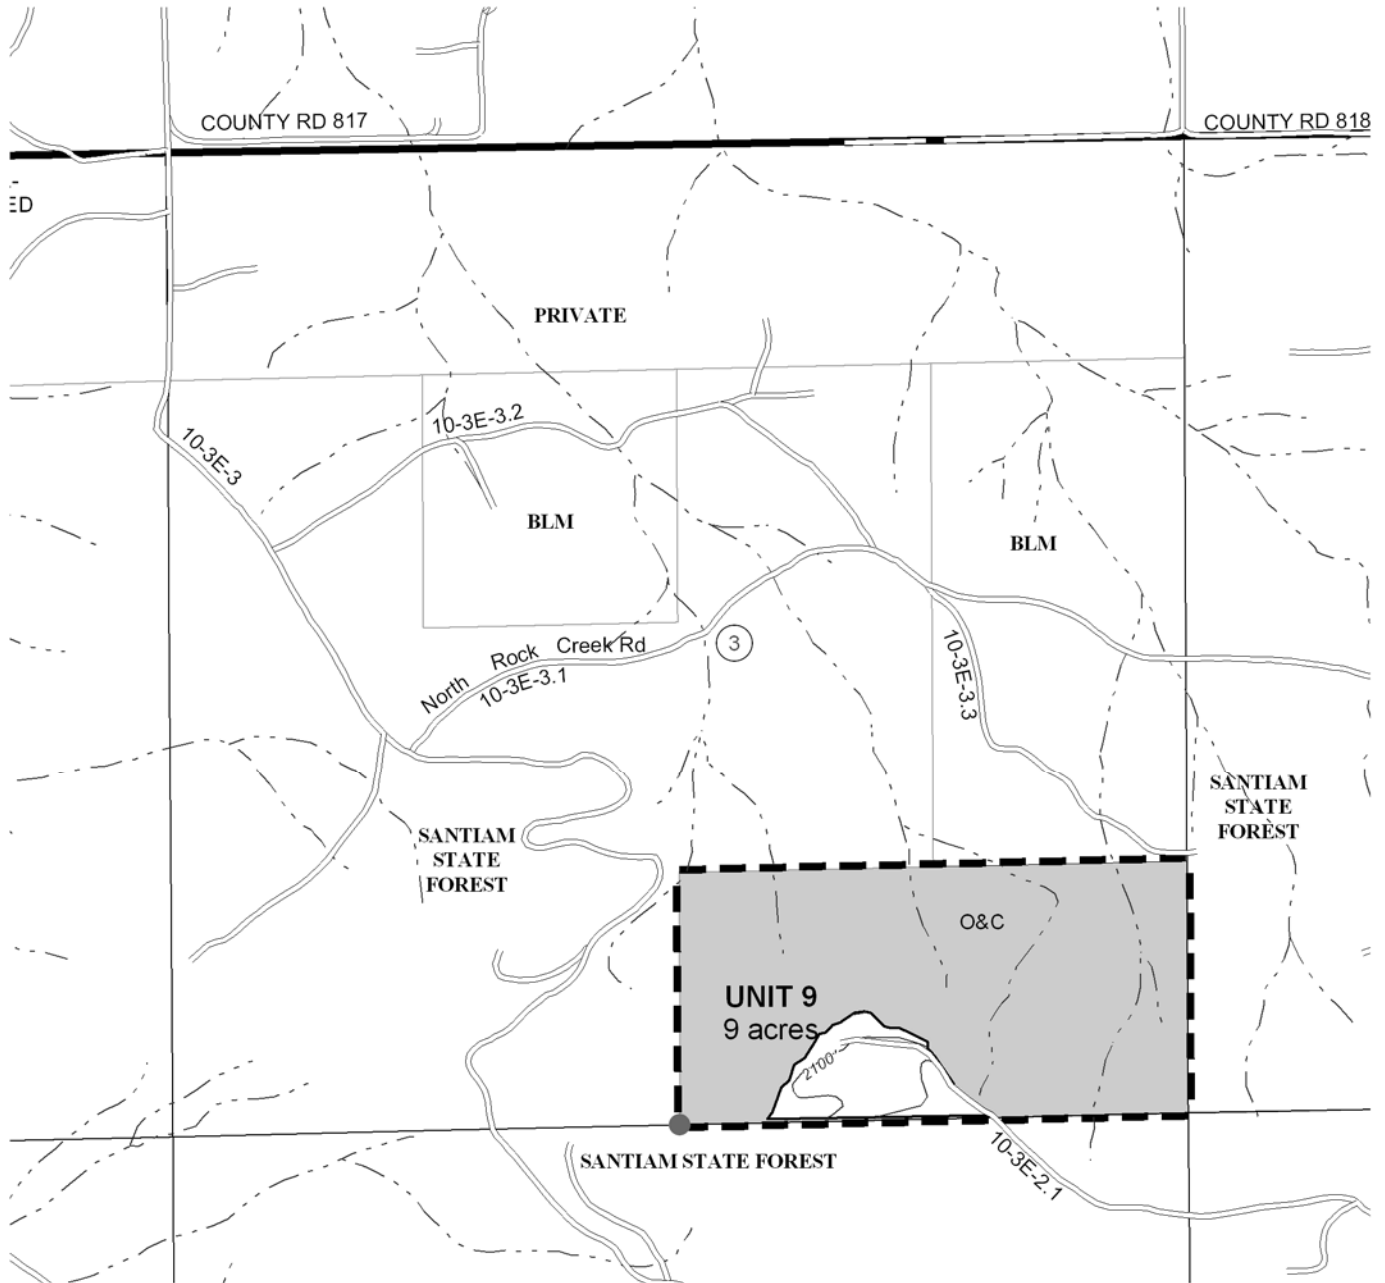 COUNTY RD 817
COUNTY RD 818
ED
PRIVATE
10-3E-3.2
10-3E-3
BLM
BLM
3
North Rock Creek Rd
10-3E-3.1
10-3E-3.3
SANTIAM
STATE
FOREST
SANTIAM
STATE
FOREST
O&C
UNIT 9
9 acres
2100'
SANTIAM STATE FOREST
10-3E-2.1